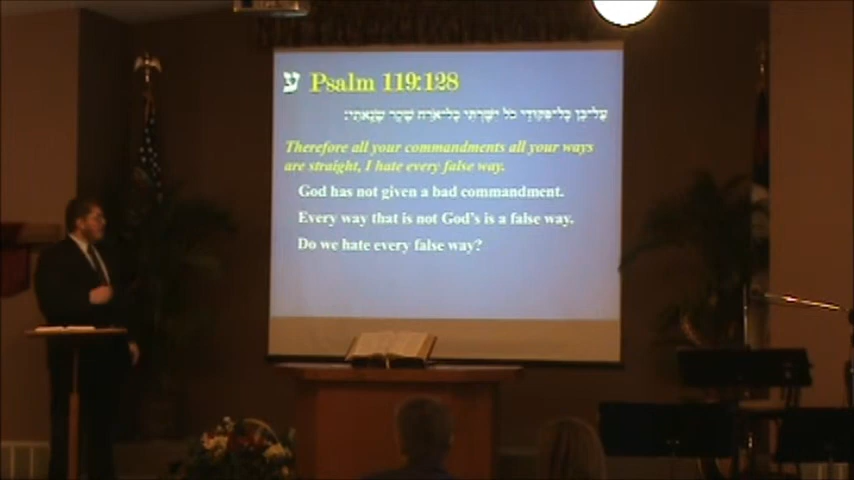 ע Psalm 119:128
עַל־כֵּן כָּל־פִּקּוּדֵי כֹל יִשָּׁרְתִּי כָּל־אֹרַח שֶׁקֶר שָׂנֵאתִי׃
Therefore all your commandments all your ways
are straight, I hate every false way.
God has not given a bad commandment.
Every way that is not God's is a false way.
Do we hate every false way?